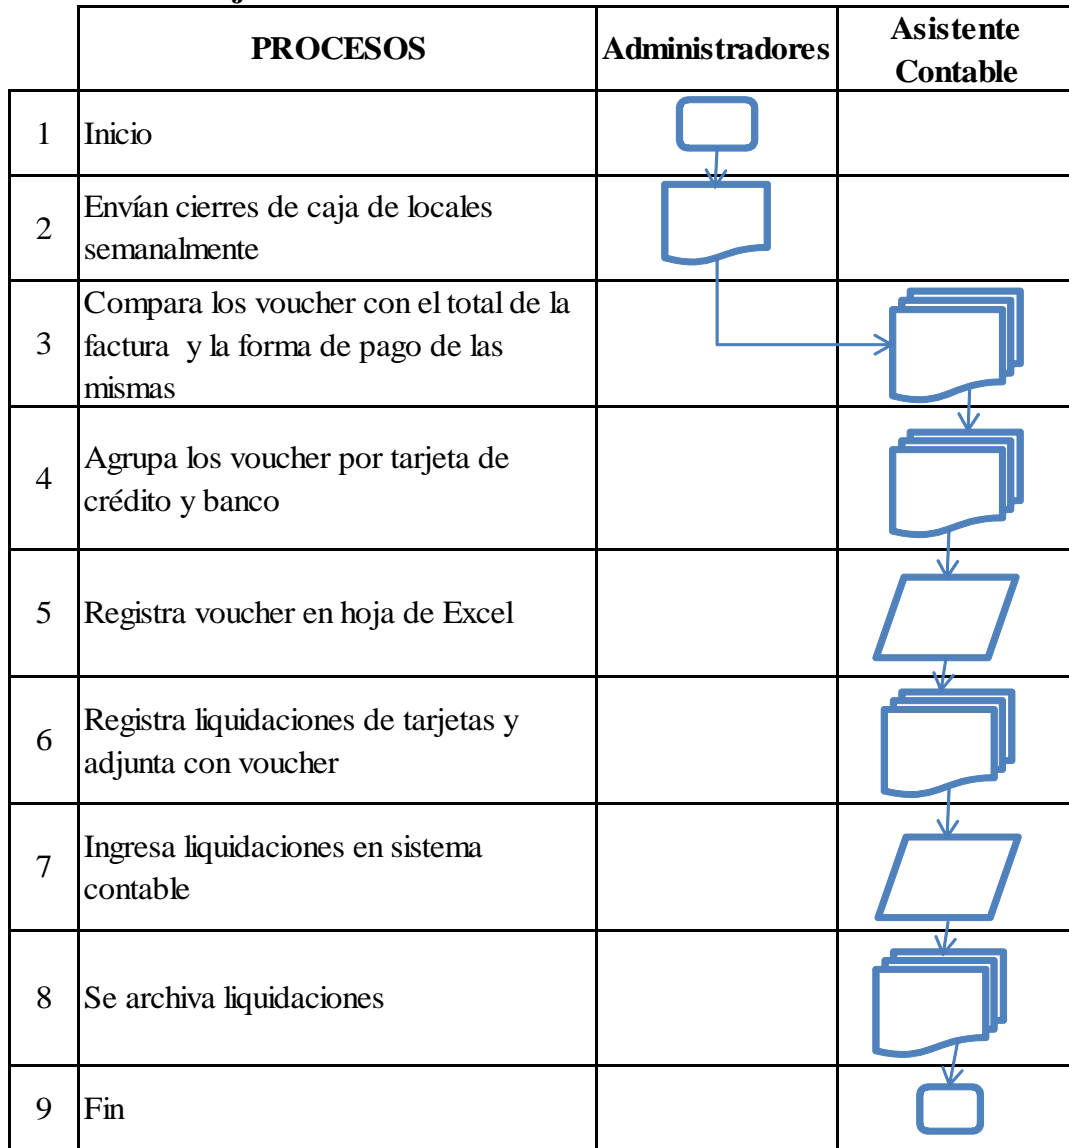 PROCESOS
Administradores
Asistente
Contable
1
Inicio
2
Envían cierres de caja de locales
semanalmente
3
Compara los voucher con el total de la
factura y la forma de pago de las
mismas
4
Agrupa los voucher por tarjeta de
crédito y banco
5
Registra voucher en hoja de Excel
6
Registra liquidaciones de tarjetas y
adjunta con voucher
7
Ingresa liquidaciones en sistema
contable
8
Se archiva liquidaciones
9
Fin